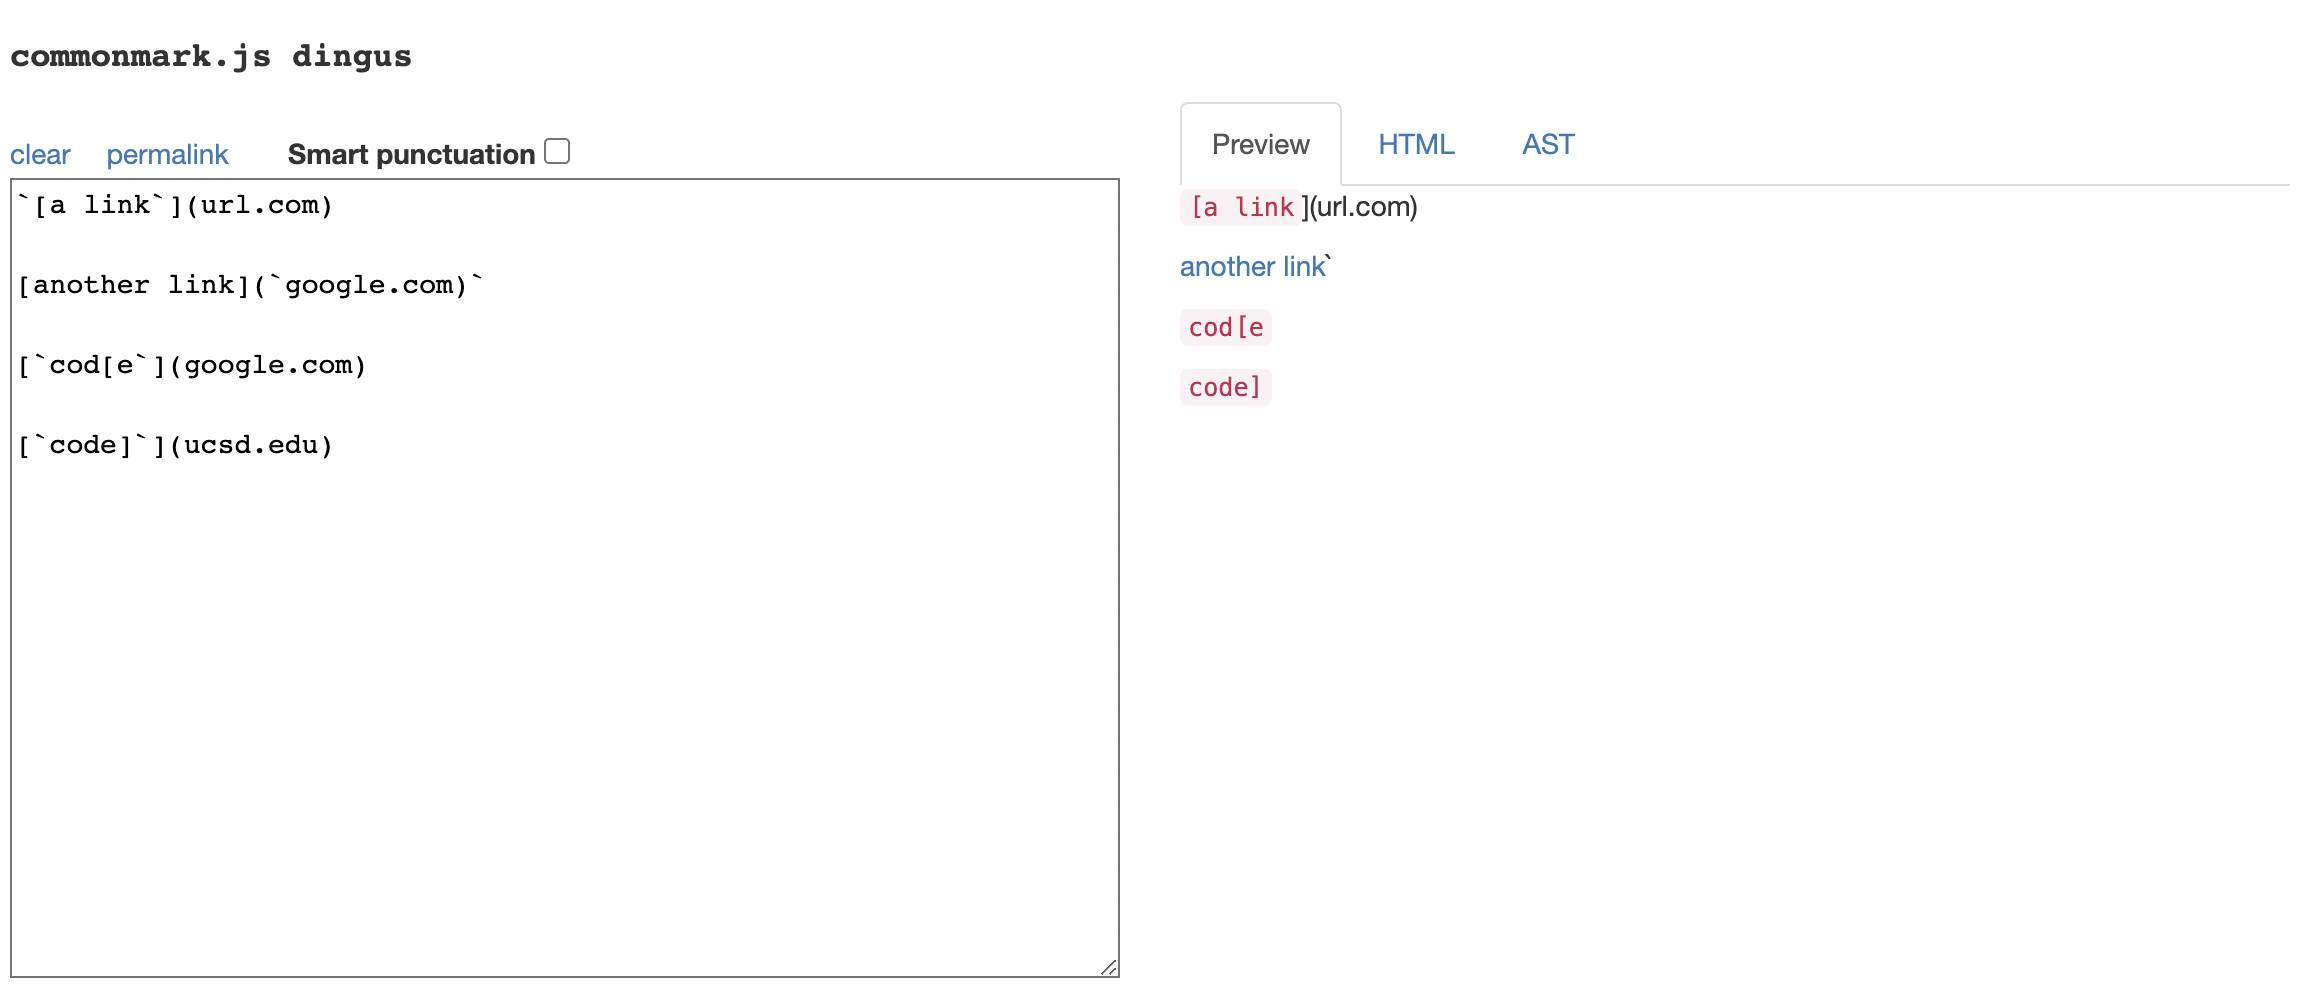 commonmark.js dingus
clear permalink Smart punctuation
`[a link`](url.com)
[another link](`google.com)`
[`cod[e`](google.com)
[`code]`](ucsd.edu)
Preview HTML AST
[a link](url.com)
another link`
cod[e
code]